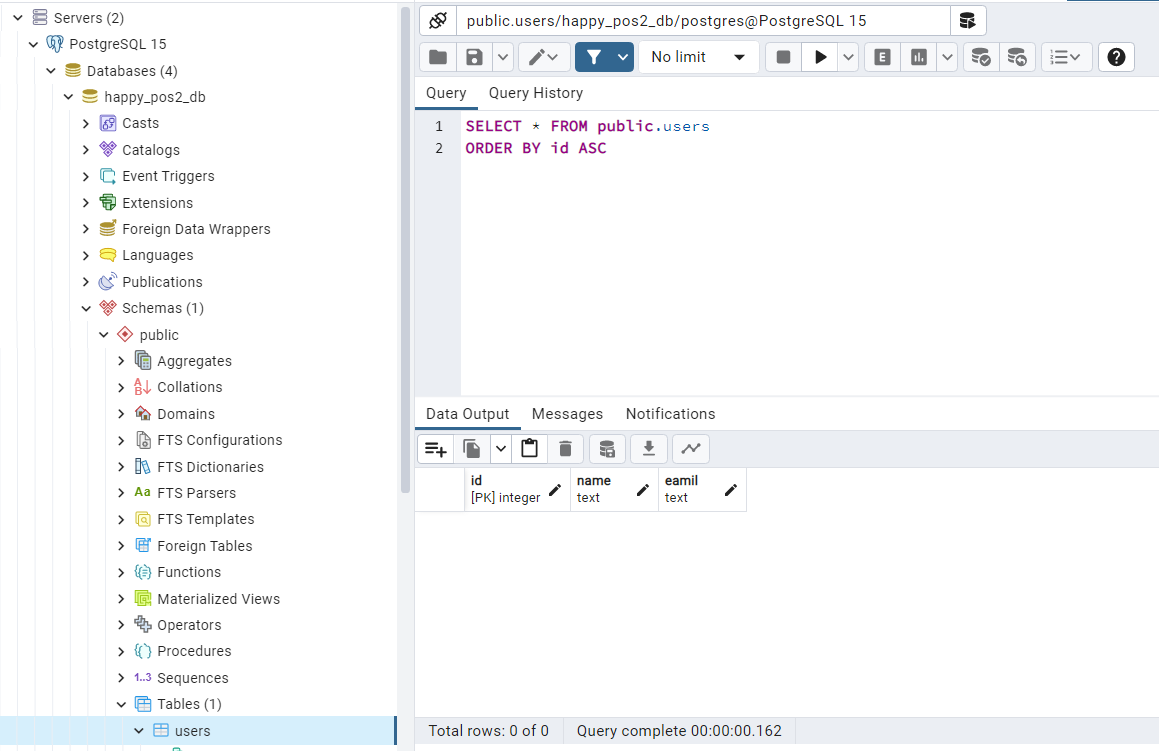 Servers (2)
PostgreSQL 15
Databases (4)
happy_pos2_db
Casts
Catalogs
Event Triggers
Extensions
Foreign Data Wrappers
Languages
Publications
Schemas (1)
public
Aggregates
Collations
Domains
FTS Configurations
FTS Dictionaries
Aa FTS Parsers
FTS Templates
Foreign Tables
Functions
Materialized Views
Operators
Procedures
1..3 Sequences
Tables (1)
users
public.users/happy_pos2_db/postgres@PostgreSQL 15
No limit
E
Query Query History
1 SELECT * FROM public.users
2 ORDER BY id ASC
Data Output Messages Notifications
id name eamil
[PK] integer text text
Total rows: 0 of 0 Query complete 00:00:00.162